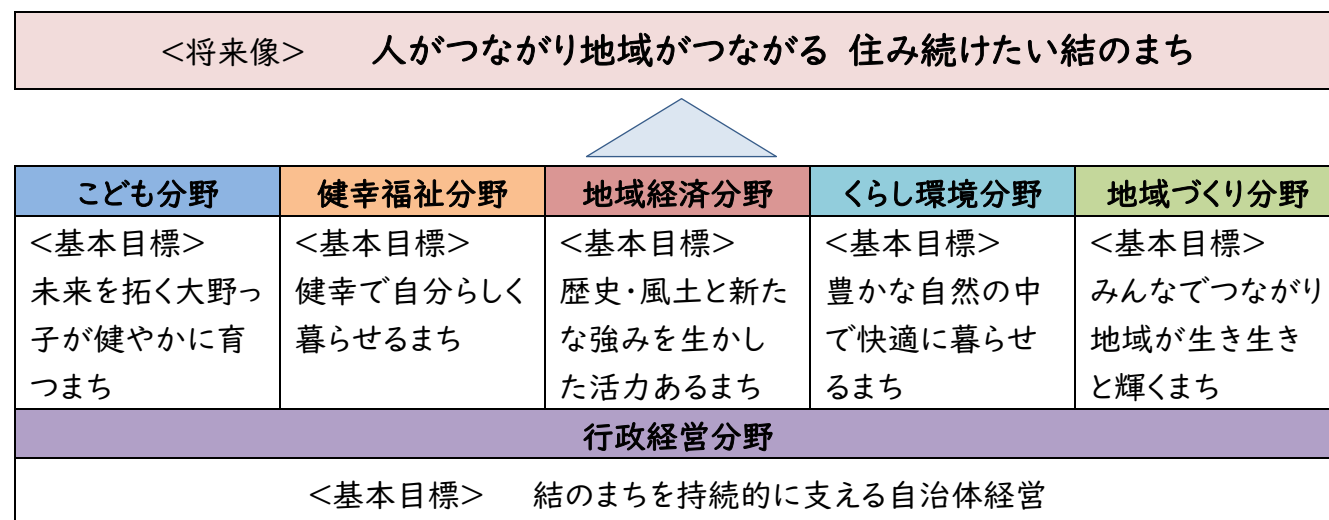 <将来像> 人がつながり地域がつながる 住み続けたい結のまち
こども分野
<基本目標>
未来を拓く大野っ
子が健やかに育
つまち
健幸福祉分野
<基本目標>
健幸で自分らしく
暮らせるまち
地域経済分野
<基本目標>
歴史・風土と新た
な強みを生かし
た活力あるまち
くらし環境分野
<基本目標>
豊かな自然の中
で快適に暮らせ
るまち
地域づくり分野
<基本目標>
みんなでつながり
地域が生き生き
と輝くまち
行政経営分野
<基本目標> 結のまちを持続的に支える自治体経営